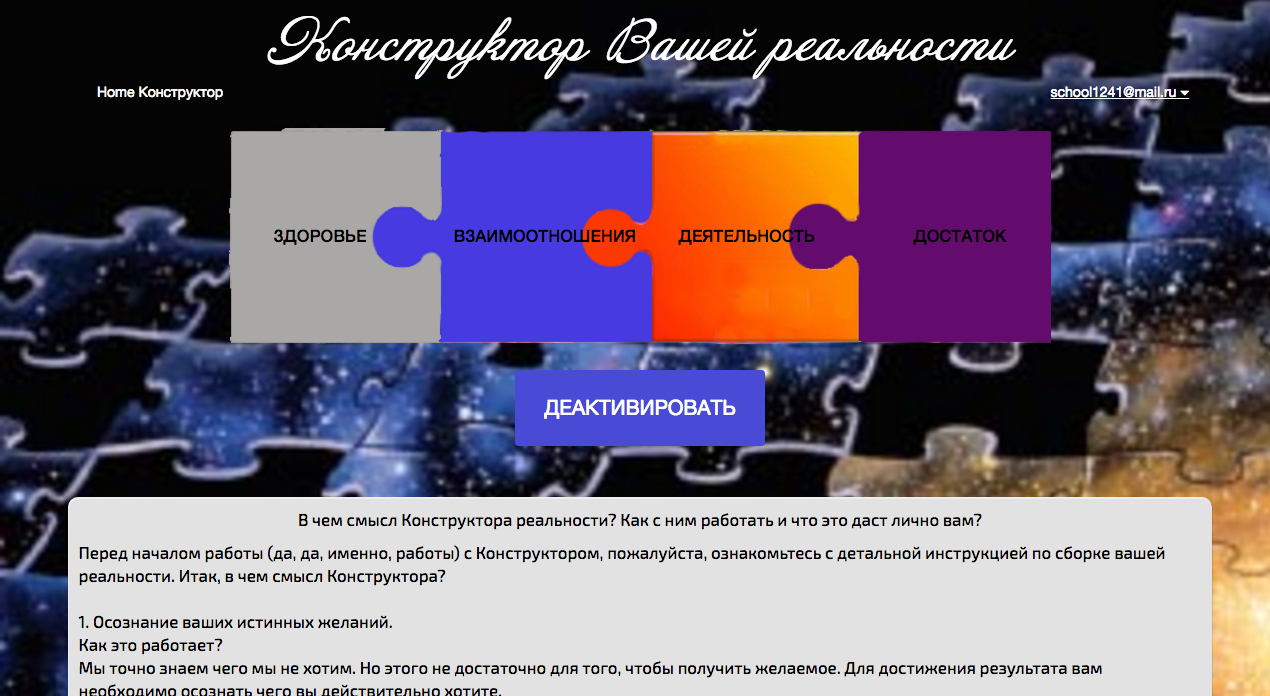 Конструктор Вашей реальности
Home Конструктор
school1241@mail.ru
ЗДОРОВЬЕ
ВЗАИМООТНОШЕНИЯ
ДЕЯТЕЛЬНОСТЬ
ДОСТАТОК
ДЕАКТИВИРОВАТЬ
В чем смысл Конструктора реальности? Как с ним работать и что это даст лично вам?
Перед началом работы (да, да, именно, работы) с Конструктором, пожалуйста, ознакомьтесь с детальной инструкцией по сборке вашей
реальности. Итак, в чем смысл Конструктора?
1. Осознание ваших истинных желаний.
Как это работает?
Мы точно знаем чего мы не хотим. Но этого не достаточно для того, чтобы получить желаемое. Для достижения результата вам
необходимо осознать чего вы действительно хотите.